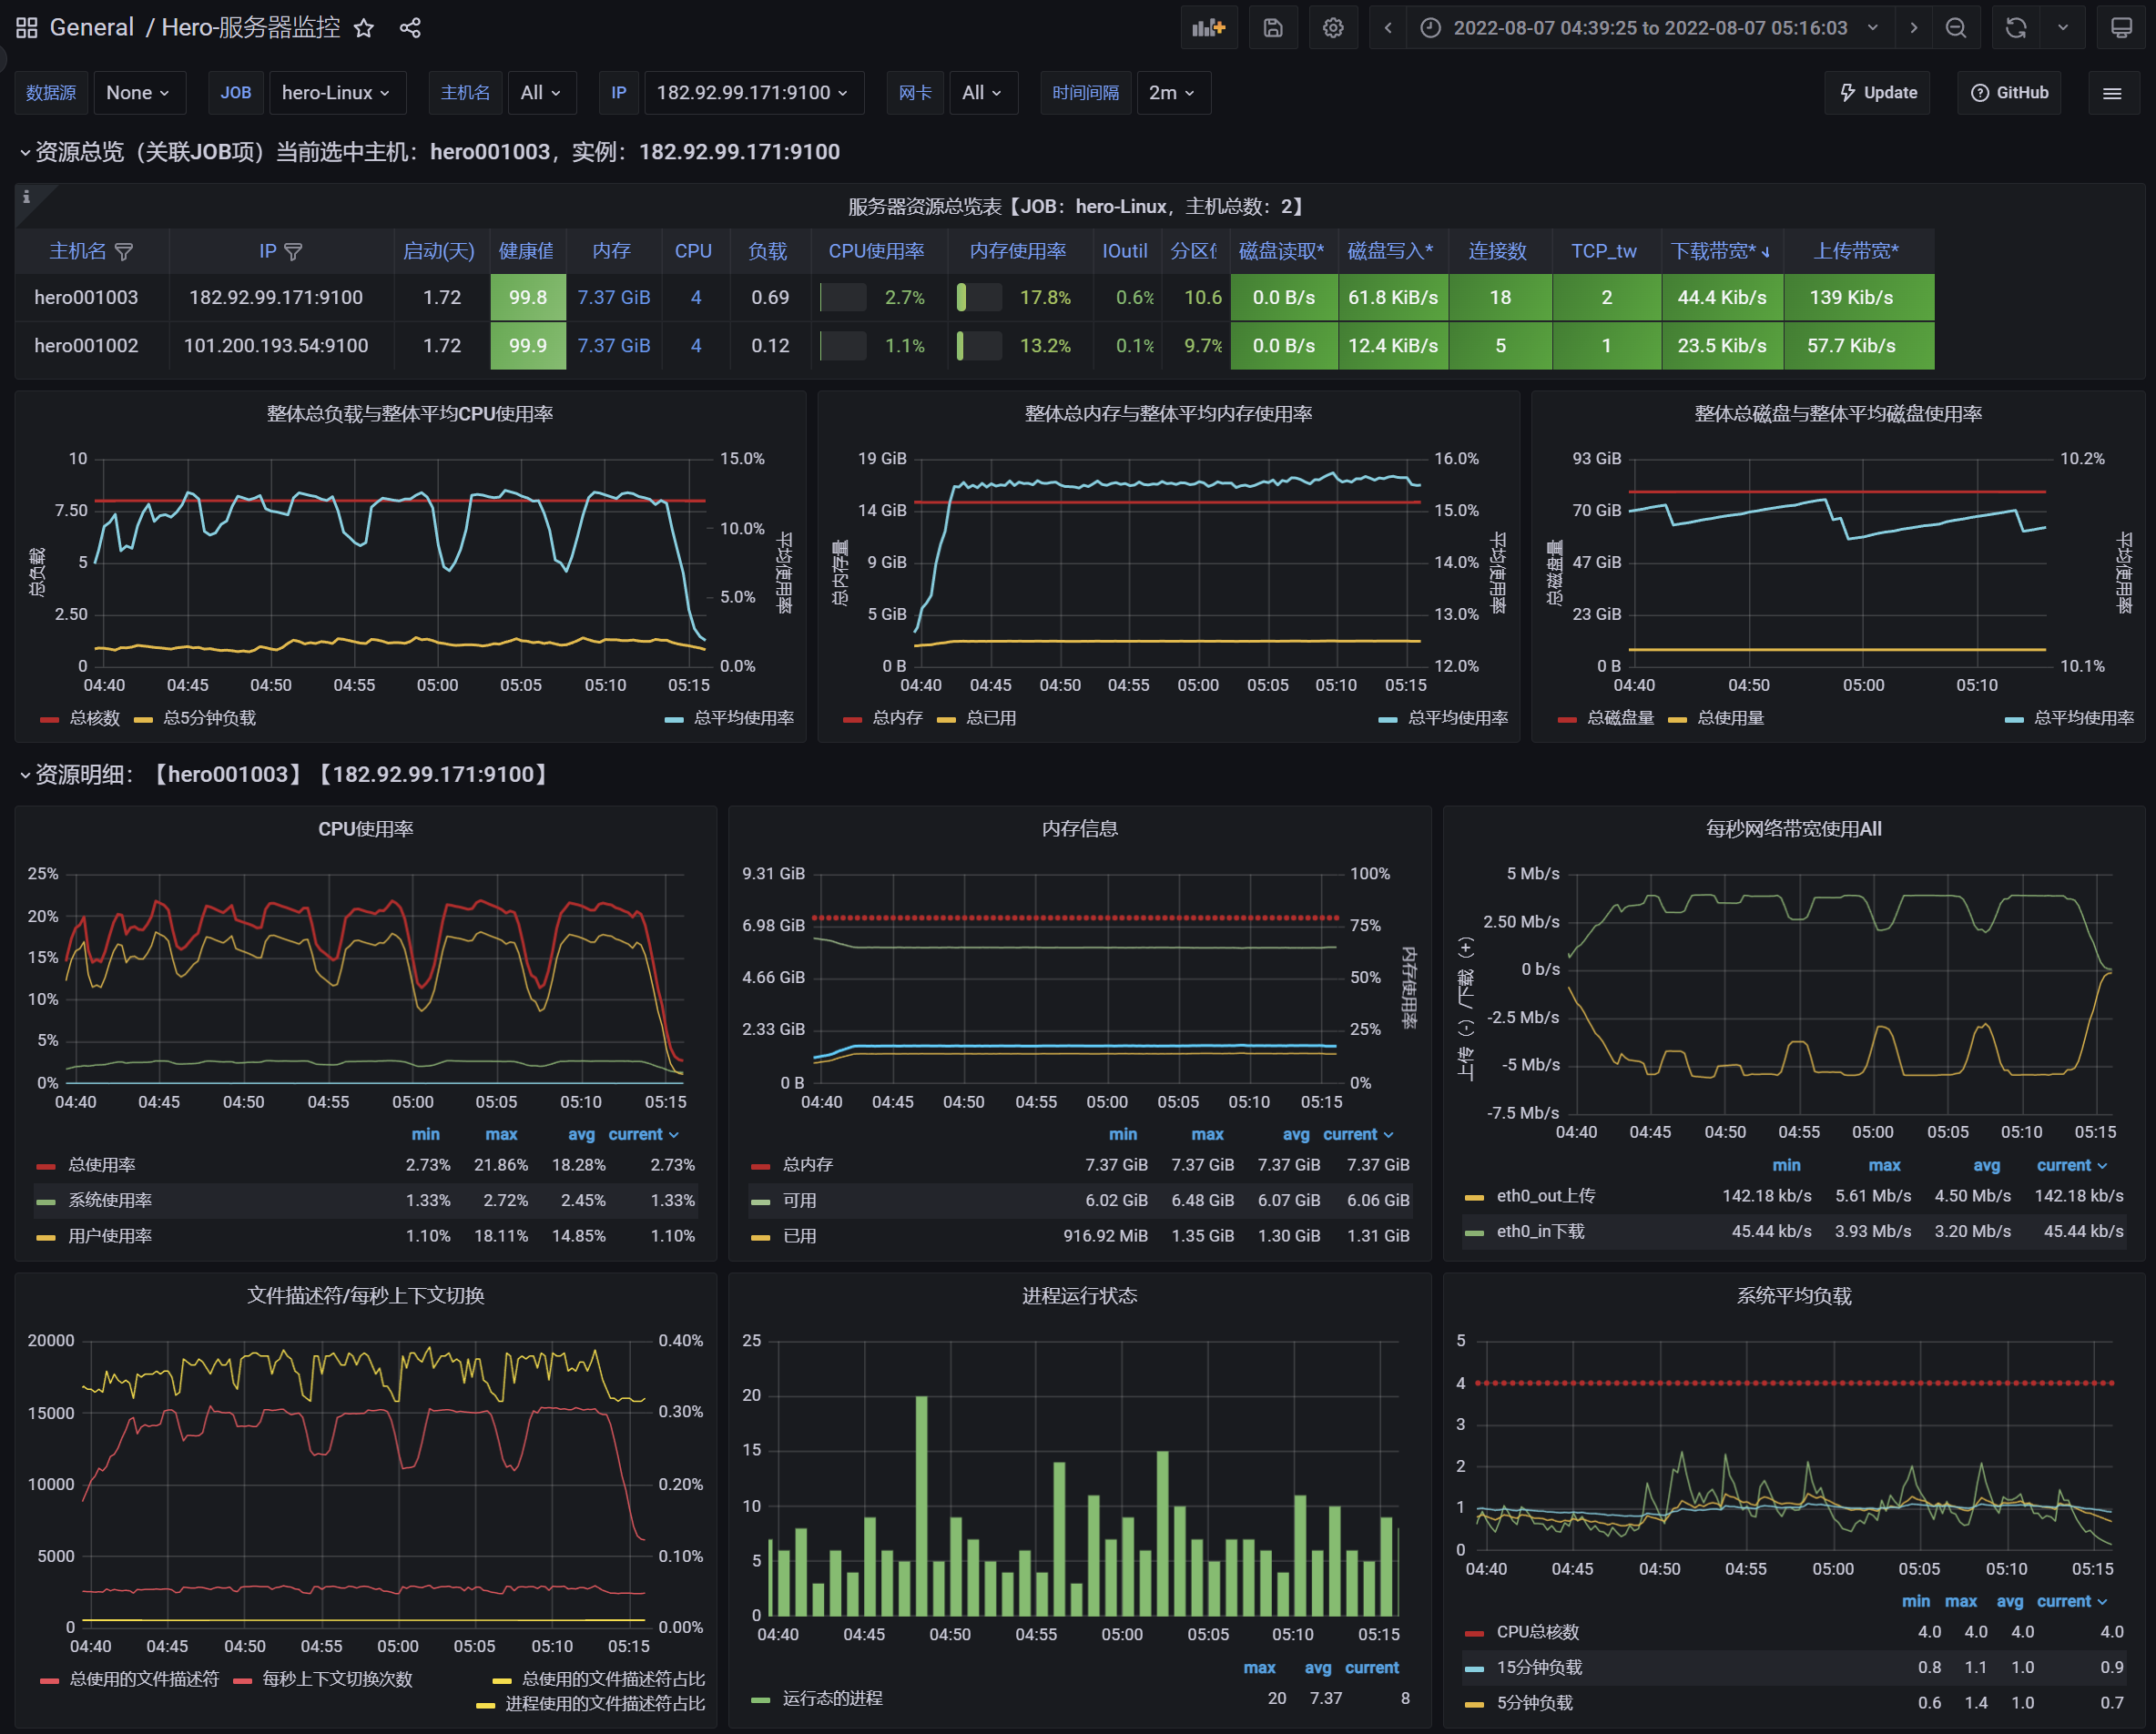 General / Hero-服务器监控
2022-08-07 04:39:25 to 2022-08-07 05:16:03
数据源 None JOB hero-Linux 主机名 All IP 182.92.99.171:9100 网卡 All 时间间隔 2m Update GitHub
资源总览（关联JOB项）当前选中主机：hero001003，实例：182.92.99.171:9100
服务器资源总览表【JOB：hero-Linux，主机总数：2】
主机名 IP 启动(天) 健康值 内存 CPU 负载 CPU使用率 内存使用率 IOutil 分区 磁盘读取* 磁盘写入* 连接数 TCP_tw 下载带宽* 上传带宽*
hero001003 182.92.99.171:9100 1.72 99.8 7.37 GiB 4 0.69 2.7% 17.8% 0.6% 10.6 0.0 B/s 61.8 KiB/s 18 2 44.4 Kib/s 139 Kib/s
hero001002 101.200.193.54:9100 1.72 99.9 7.37 GiB 4 0.12 1.1% 13.2% 0.1% 9.7% 0.0 B/s 12.4 KiB/s 5 1 23.5 Kib/s 57.7 Kib/s
整体总负载与整体平均CPU使用率
10 15.0%
7.50
10.0%
5
5.0%
2.50
0 0.0%
总负载
平均使用率
04:40 04:45 04:50 04:55 05:00 05:05 05:10 05:15
总核数 总5分钟负载 总平均使用率
整体总内存与整体平均内存使用率
19 GiB 16.0%
14 GiB 15.0%
9 GiB 14.0%
5 GiB 13.0%
0 B 12.0%
总内存量
平均使用率
04:40 04:45 04:50 04:55 05:00 05:05 05:10 05:15
总内存 总已用 总平均使用率
整体总磁盘与整体平均磁盘使用率
93 GiB 10.2%
70 GiB
47 GiB
23 GiB
0 B 10.1%
总磁盘量
平均使用率
04:40 04:50 05:00 05:10
总磁盘量 总使用量 总平均使用率
资源明细：【hero001003】【182.92.99.171:9100】
CPU使用率
25%
20%
15%
10%
5%
0%
04:40 04:45 04:50 04:55 05:00 05:05 05:10 05:15
min max avg current
总使用率 2.73% 21.86% 18.28% 2.73%
系统使用率 1.33% 2.72% 2.45% 1.33%
用户使用率 1.10% 18.11% 14.85% 1.10%
内存信息
9.31 GiB 100%
6.98 GiB 75%
4.66 GiB 50%
2.33 GiB 25%
0 B 0%
内存使用率
04:40 04:45 04:50 04:55 05:00 05:05 05:10 05:15
min max avg current
总内存 7.37 GiB 7.37 GiB 7.37 GiB 7.37 GiB
可用 6.02 GiB 6.48 GiB 6.07 GiB 6.06 GiB
已用 916.92 MiB 1.35 GiB 1.30 GiB 1.31 GiB
每秒网络带宽使用All
5 Mb/s
2.50 Mb/s
0 b/s
-2.5 Mb/s
-5 Mb/s
-7.5 Mb/s
上传（-）/下载（+）
04:40 04:45 04:50 04:55 05:00 05:05 05:10 05:15
min max avg current
eth0_out上传 142.18 kb/s 5.61 Mb/s 4.50 Mb/s 142.18 kb/s
eth0_in下载 45.44 kb/s 3.93 Mb/s 3.20 Mb/s 45.44 kb/s
文件描述符/每秒上下文切换
20000 0.40%
15000 0.30%
10000 0.20%
5000 0.10%
0 0.00%
04:40 04:45 04:50 04:55 05:00 05:05 05:10 05:15
总使用的文件描述符 每秒上下文切换次数 总使用的文件描述符占比
进程使用的文件描述符占比
进程运行状态
25
20
15
10
5
0
04:40 04:45 04:50 04:55 05:00 05:05 05:10 05:15
max avg current
运行态的进程 20 7.37 8
系统平均负载
5
4
3
2
1
0
04:40 04:45 04:50 04:55 05:00 05:05 05:10 05:15
min max avg current
CPU总核数 4.0 4.0 4.0 4.0
15分钟负载 0.8 1.1 1.0 0.9
5分钟负载 0.6 1.4 1.0 0.7